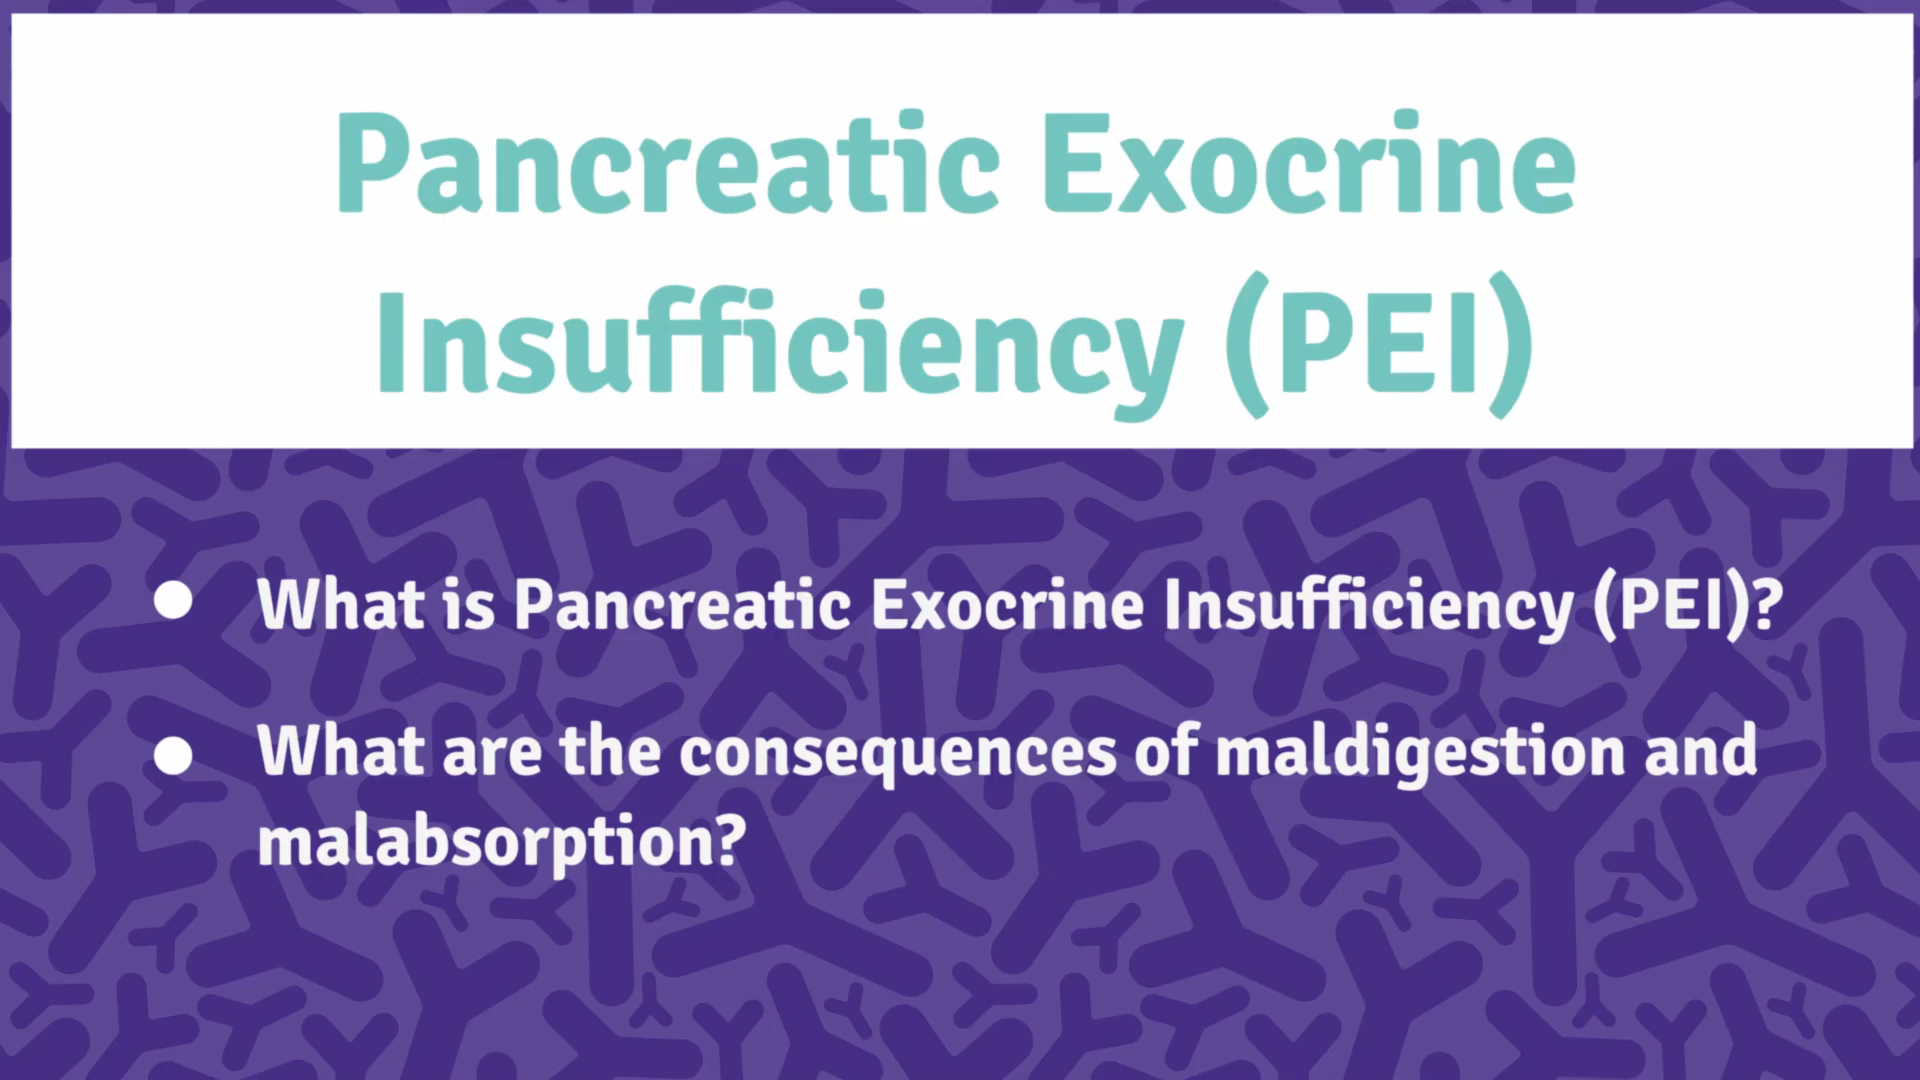 Pancreatic Exocrine
Insufficiency (PEI)
● What is Pancreatic Exocrine Insufficiency (PEI)?
● What are the consequences of maldigestion and
malabsorption?